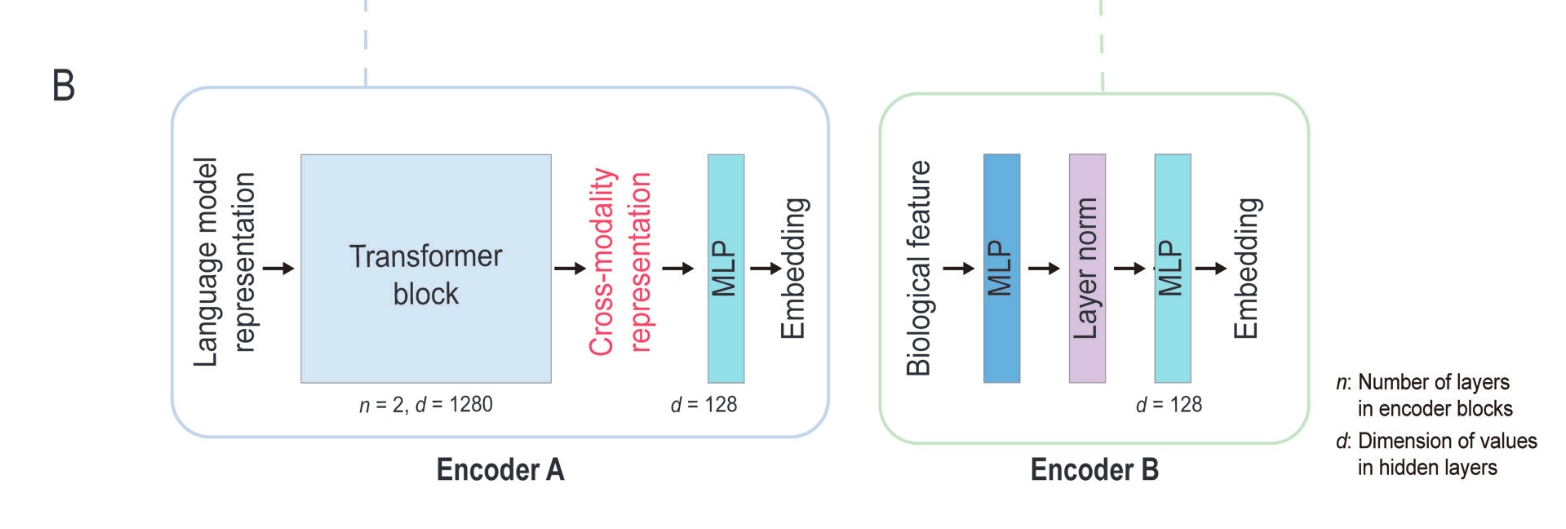 B
Language model
representation
Transformer
block
n = 2, d = 1280
Cross-modality
representation
MLP
d = 128
Embedding
Encoder A
Biological feature
MLP
Layer norm
MLP
d = 128
Embedding
Encoder B
n: Number of layers
in encoder blocks
d: Dimension of values
in hidden layers